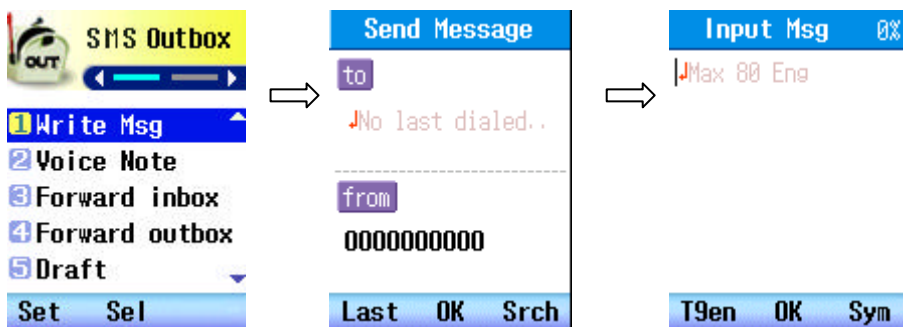 OUT
SMS Outbox
1 Write Msg
2 Voice Note
3 Forward inbox
4 Forward outbox
5 Draft
Set Sel
Send Message
to
No last dialed..
from
0000000000
Last OK Srch
Input Msg 0%
Max 80 Eng
T9en OK Sym